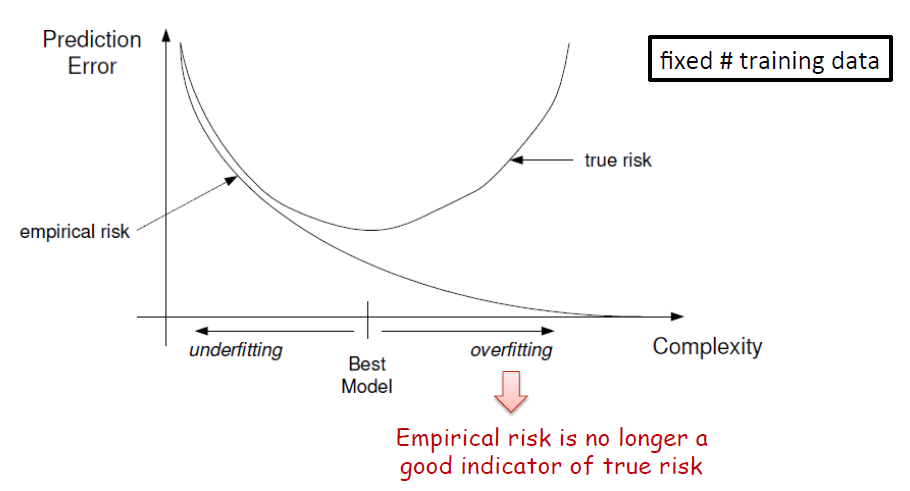 Prediction
Error
fixed # training data
true risk
empirical risk
underfitting
overfitting
Best
Model
Complexity
Empirical risk is no longer a
good indicator of true risk